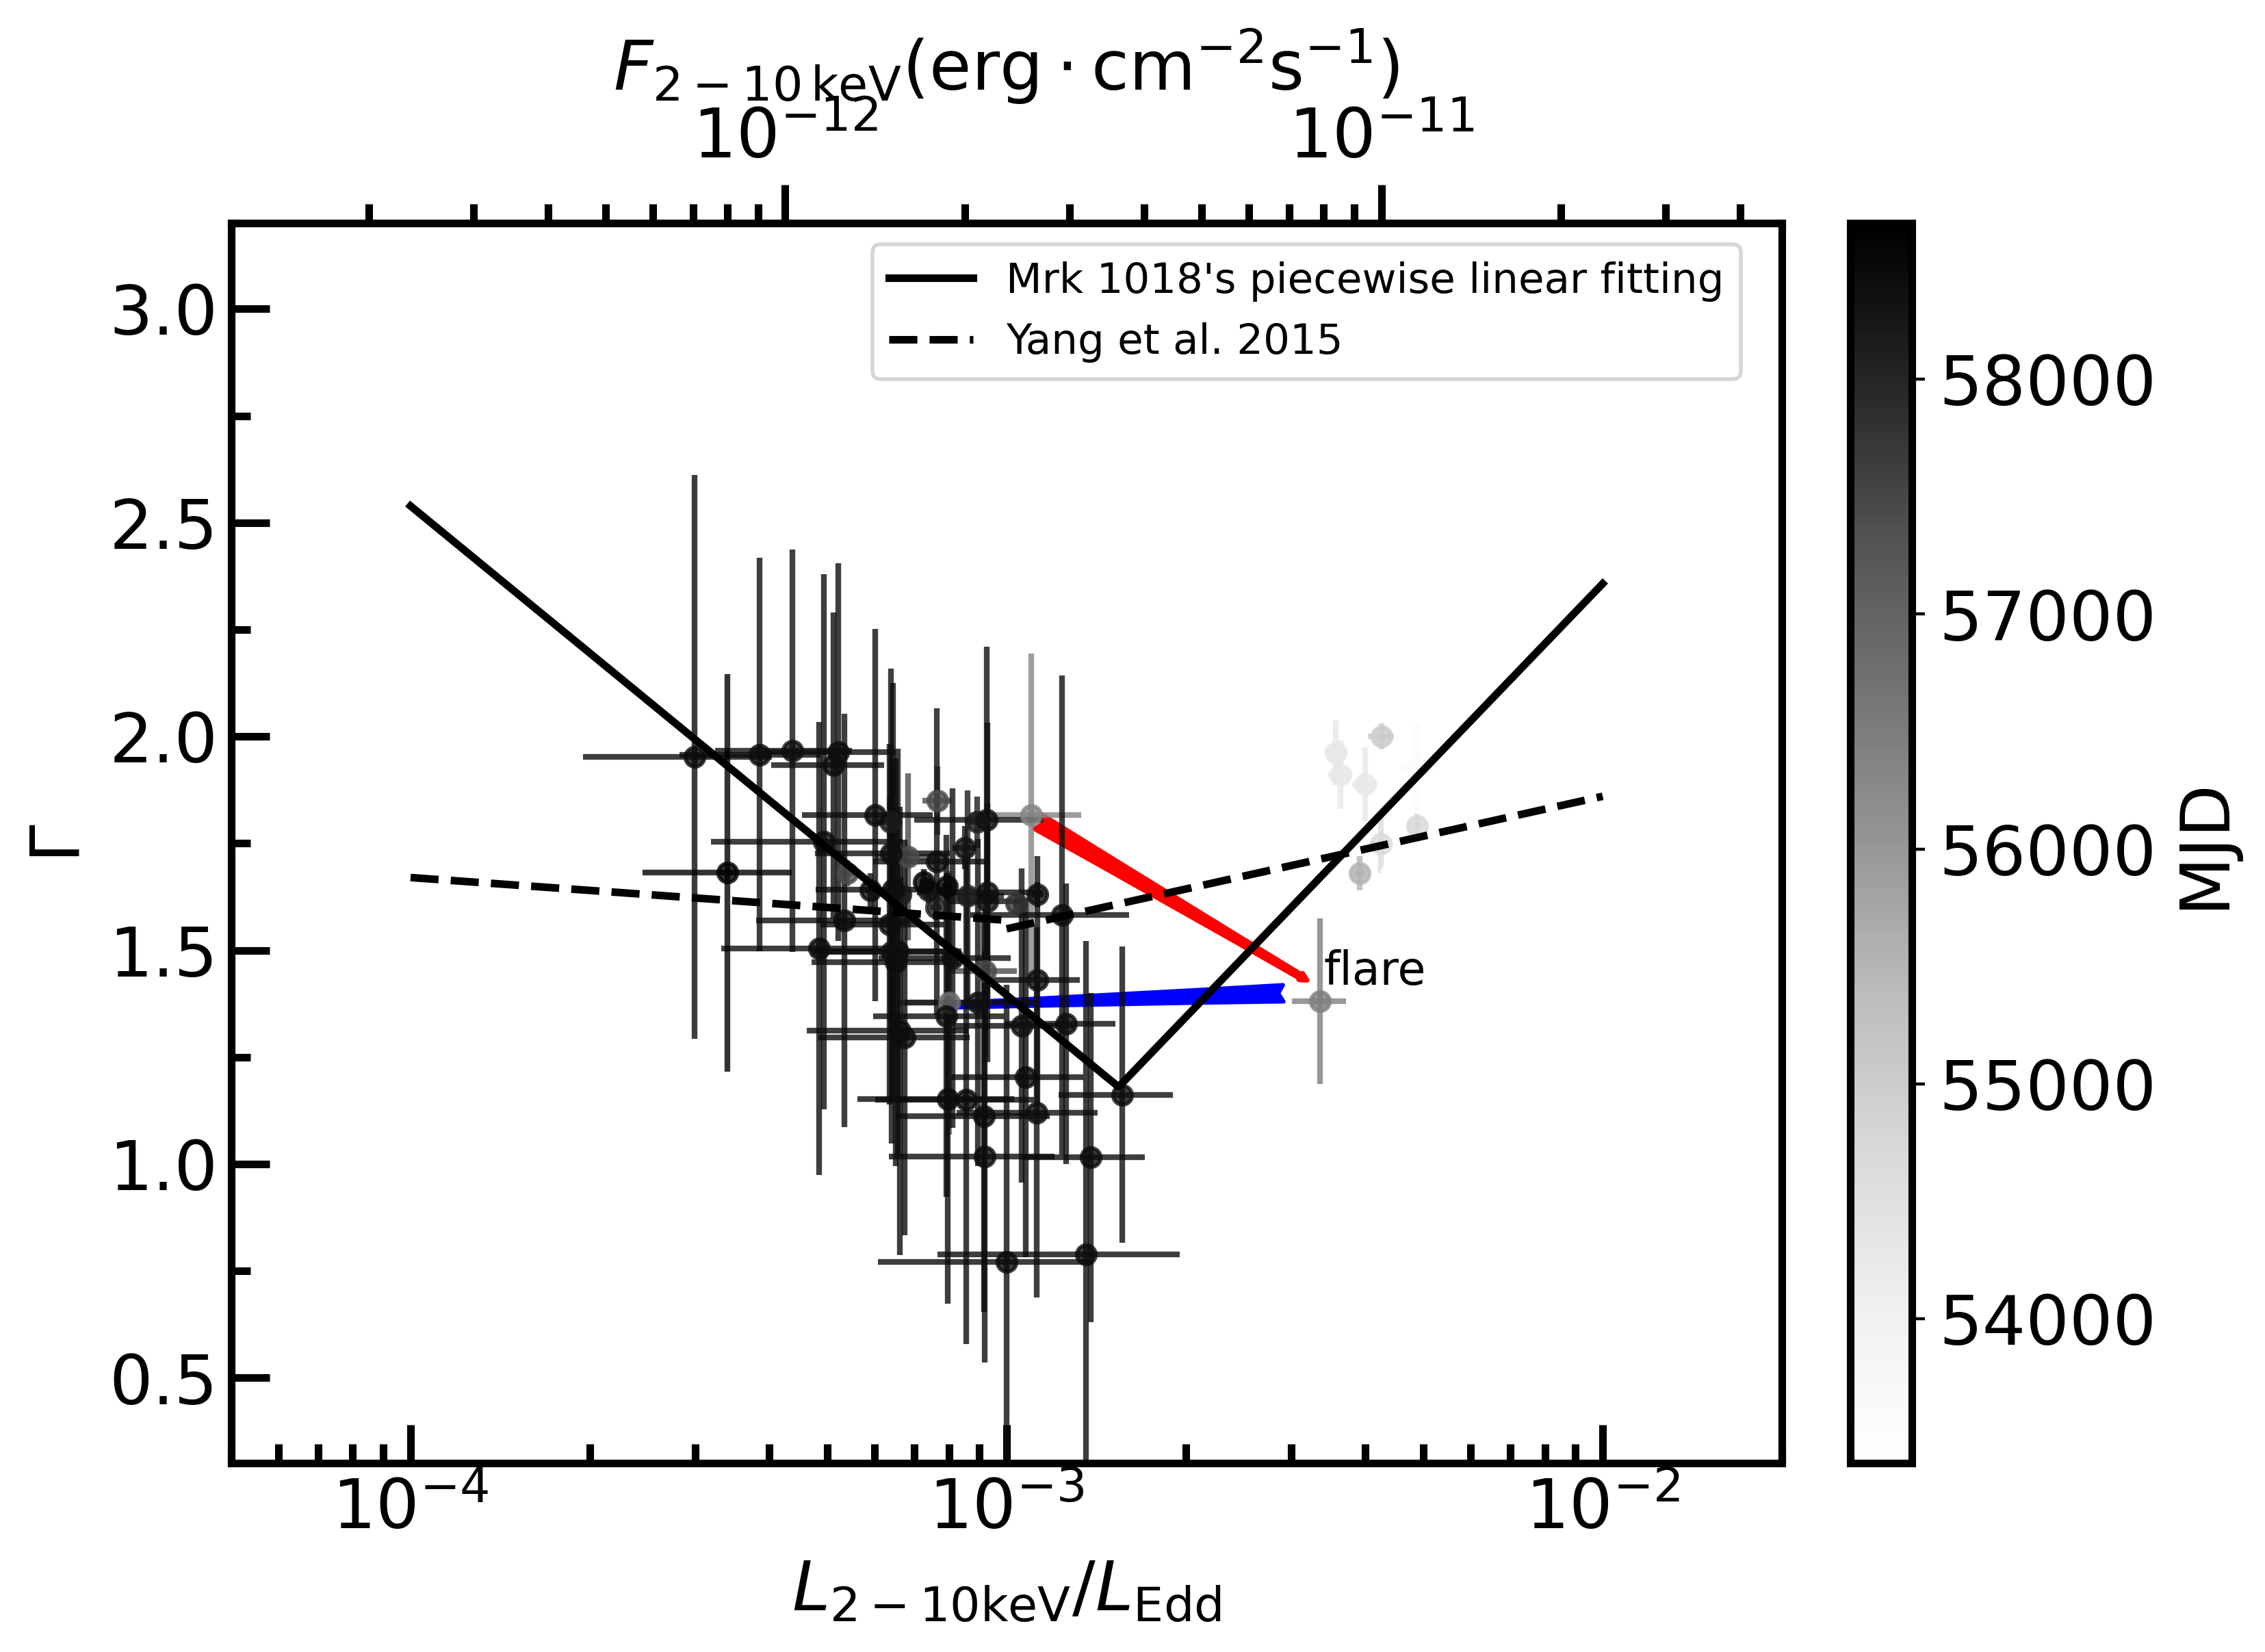 F₂₋₁₀ ₖₑᵥ(erg · cm⁻²s⁻¹)
10⁻¹² 10⁻¹¹
Mrk 1018's piecewise linear fitting
Yang et al. 2015
3.0
2.5
2.0
1.5
1.0
0.5
Γ
flare
10⁻⁴ 10⁻³ 10⁻²
L₂₋₁₀ₖₑᵥ/L_Edd
58000
57000
56000
55000
54000
MJD